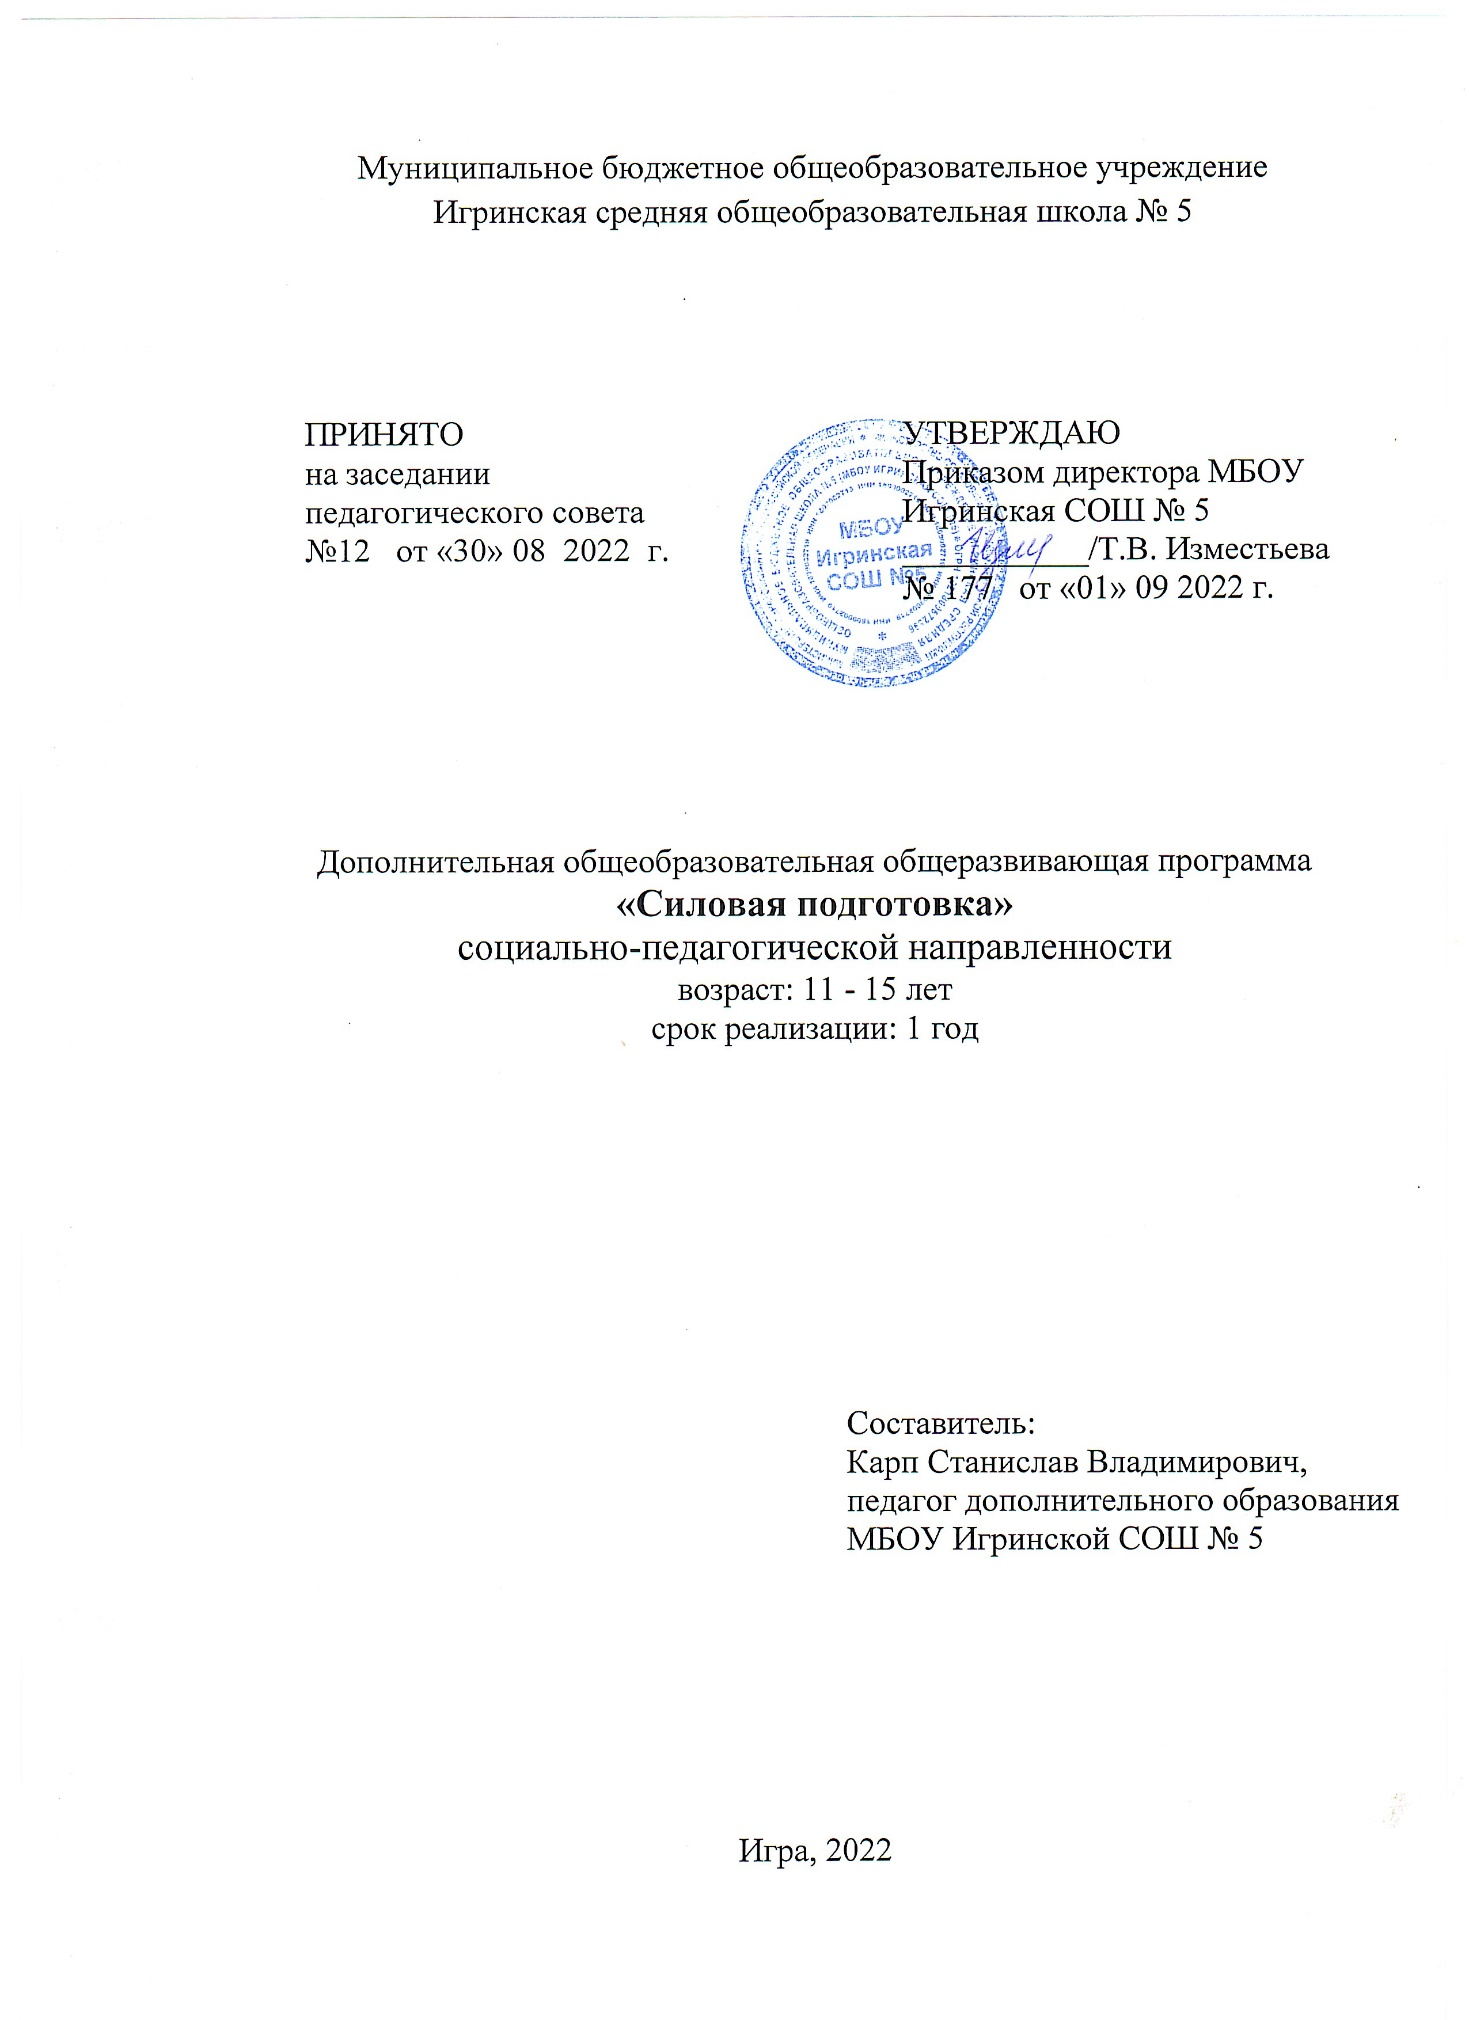 Муниципальное бюджетное общеобразовательное учреждение
Игринская средняя общеобразовательная школа № 5
ПРИНЯТО
на заседании
педагогического совета
№12 от «30» 08 2022 г.
УТВЕРЖДАЮ
Приказом директора МБОУ
Игринская СОШ № 5
/Т.В. Изместьева
№ 177 от «01» 09 2022 г.
МБОУ
Игринская
СОШ №5
Дополнительная общеобразовательная общеразвивающая программа
«Силовая подготовка»
социально-педагогической направленности
возраст: 11 - 15 лет
срок реализации: 1 год
Составитель:
Карп Станислав Владимирович,
педагог дополнительного образования
МБОУ Игринской СОШ № 5
Игра, 2022